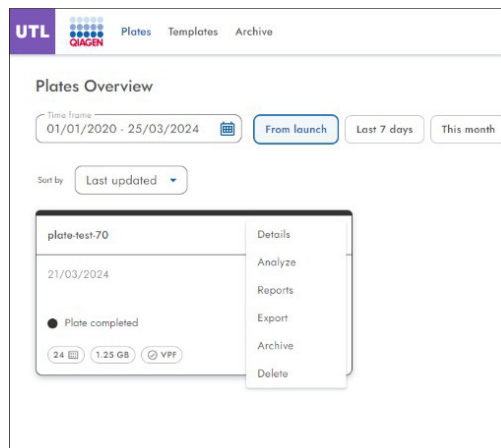 UTL QIAGEN Plates Templates Archive
Plates Overview
Time frame
01/01/2020 - 25/03/2024 From launch Last 7 days This month
Sort by Last updated
plate-test-70
21/03/2024
Plate completed
24 1.25 GB VPF
Details
Analyze
Reports
Export
Archive
Delete